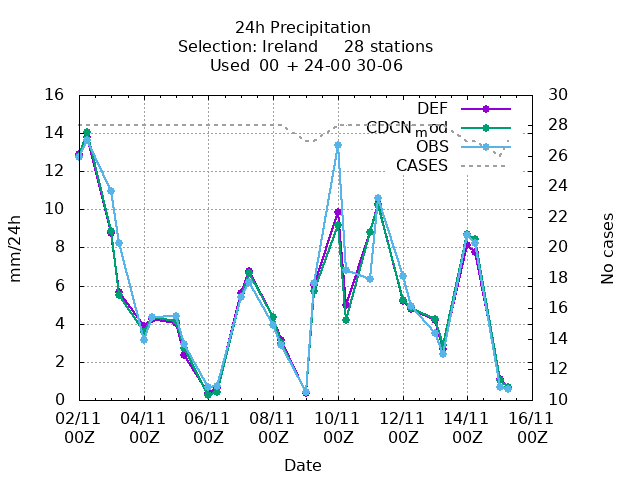 24h Precipitation
Selection: Ireland 28 stations
Used 00 + 24-00 30-06
DEF
CDCN_mod
OBS
CASES
mm/24h
16
14
12
10
8
6
4
2
0
No cases
30
28
26
24
22
20
18
16
14
12
10
02/11 04/11 06/11 08/11 10/11 12/11 14/11 16/11
00Z 00Z 00Z 00Z 00Z 00Z 00Z 00Z
Date